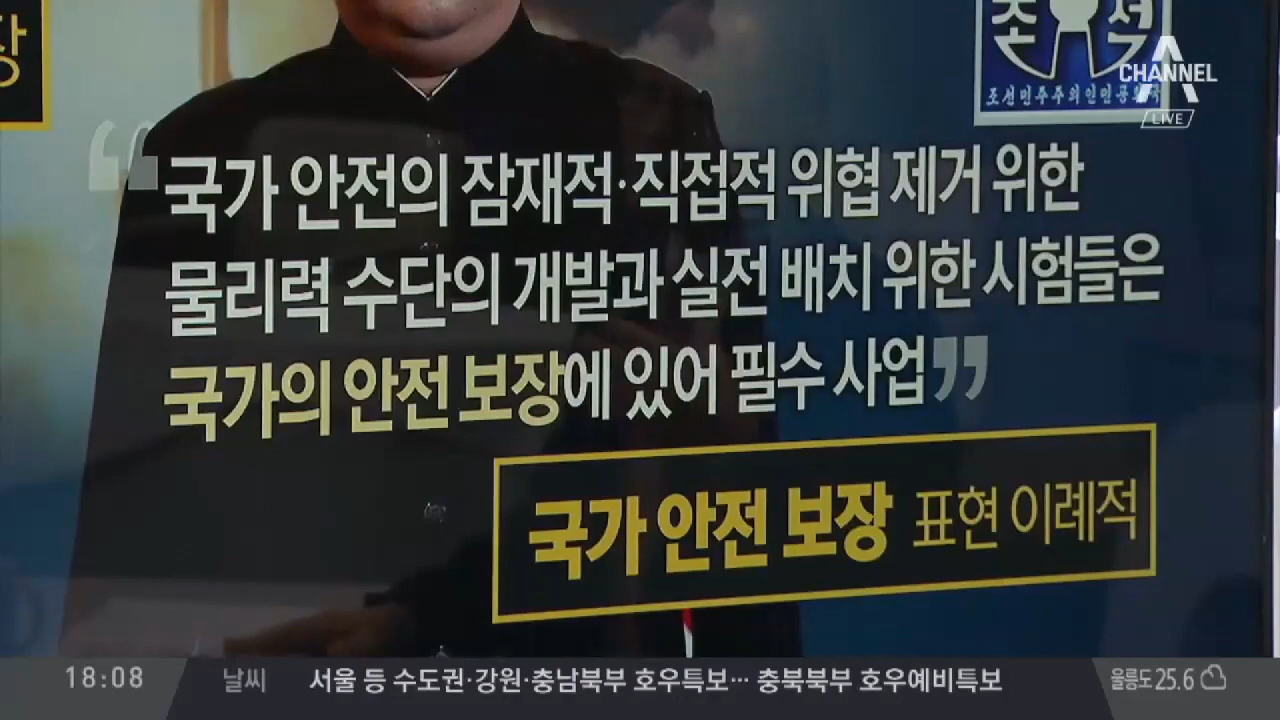 장
조선
조선민주주의인민공화국
CHANNEL A
LIVE
“국가 안전의 잠재적·직접적 위협 제거 위한
물리력 수단의 개발과 실전 배치 위한 시험들은
국가의 안전 보장에 있어 필수 사업”
국가 안전 보장 표현 이례적
18:08 날씨 서울 등 수도권·강원·충남북부 호우특보··· 충북북부 호우예비특보 울릉도 25.6